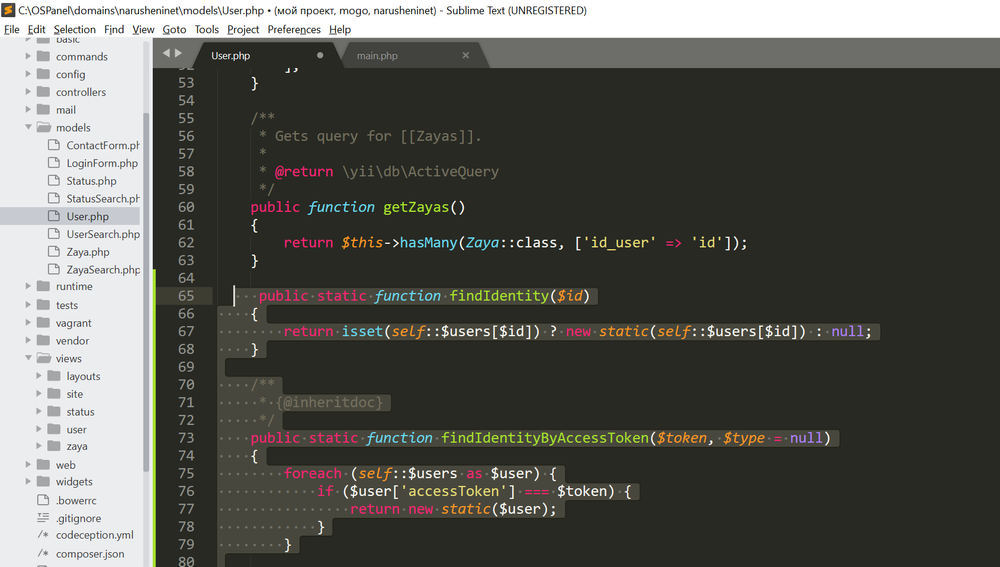 C:\OSPanel\domains\narusheninet\models\User.php • (мой проект, mogo, narusheninet) - Sublime Text (UNREGISTERED)
File Edit Selection Find View Goto Tools Project Preferences Help
basic
commands
config
controllers
mail
models
ContactForm.ph
LoginForm.php
Status.php
StatusSearch.ph
User.php
UserSearch.php
Zaya.php
ZayaSearch.php
runtime
tests
vagrant
vendor
views
layouts
site
status
user
zaya
web
widgets
.bowerrc
.gitignore
codeception.yml
composer.json
User.php main.php
52 ];
53 }
54
55 /**
56 * Gets query for [[Zayas]].
57 *
58 * @return \yii\db\ActiveQuery
59 */
60 public function getZayas()
61 {
62 return $this->hasMany(Zaya::class, ['id_user' => 'id']);
63 }
64
65 public static function findIdentity($id)
66 {
67 return isset(self::$users[$id]) ? new static(self::$users[$id]) : null;
68 }
69
70 /**
71 * {@inheritdoc}
72 */
73 public static function findIdentityByAccessToken($token, $type = null)
74 {
75 foreach (self::$users as $user) {
76 if ($user['accessToken'] === $token) {
77 return new static($user);
78 }
79 }
80